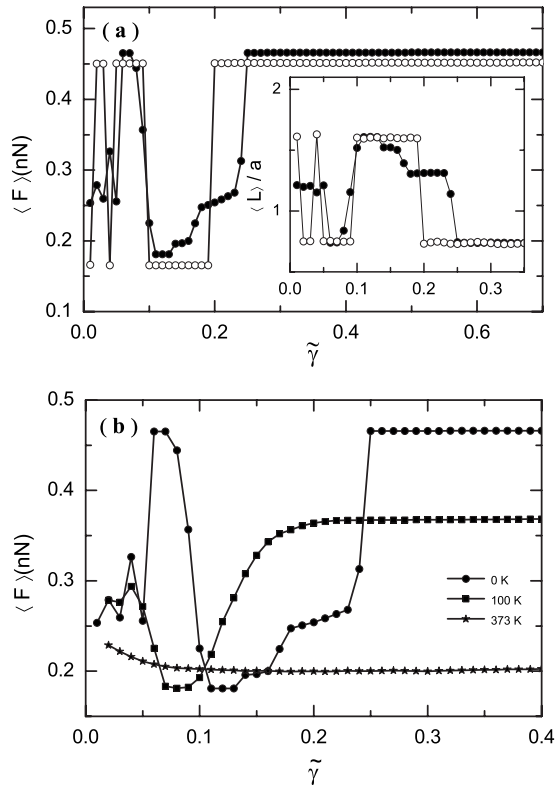 ( a )
0.5
0.4
0.3
0.2
0.1
⟨ F ⟩(nN)
0.0 0.2 0.4 0.6
γ̃
2
1
⟨ L⟩ / a
0.0 0.1 0.2 0.3
( b )
0.5
0.4
0.3
0.2
⟨ F ⟩(nN)
0 K
100 K
373 K
0.0 0.1 0.2 0.3 0.4
γ̃